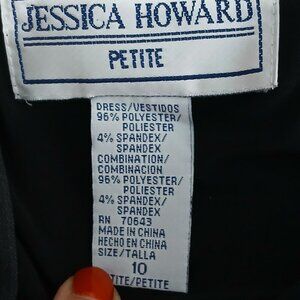 JESSICA HOWARD
PETITE
DRESS/VESTIDOS
96% POLYESTER/
POLIESTER
4% SPANDEX/
SPANDEX
COMBINATION/
COMBINACION
96% POLYESTER/
POLIESTER
4% SPANDEX/
SPANDEX
RN 70643
MADE IN CHINA
HECHO EN CHINA
SIZE/TALLA
10
TITE/PETITE